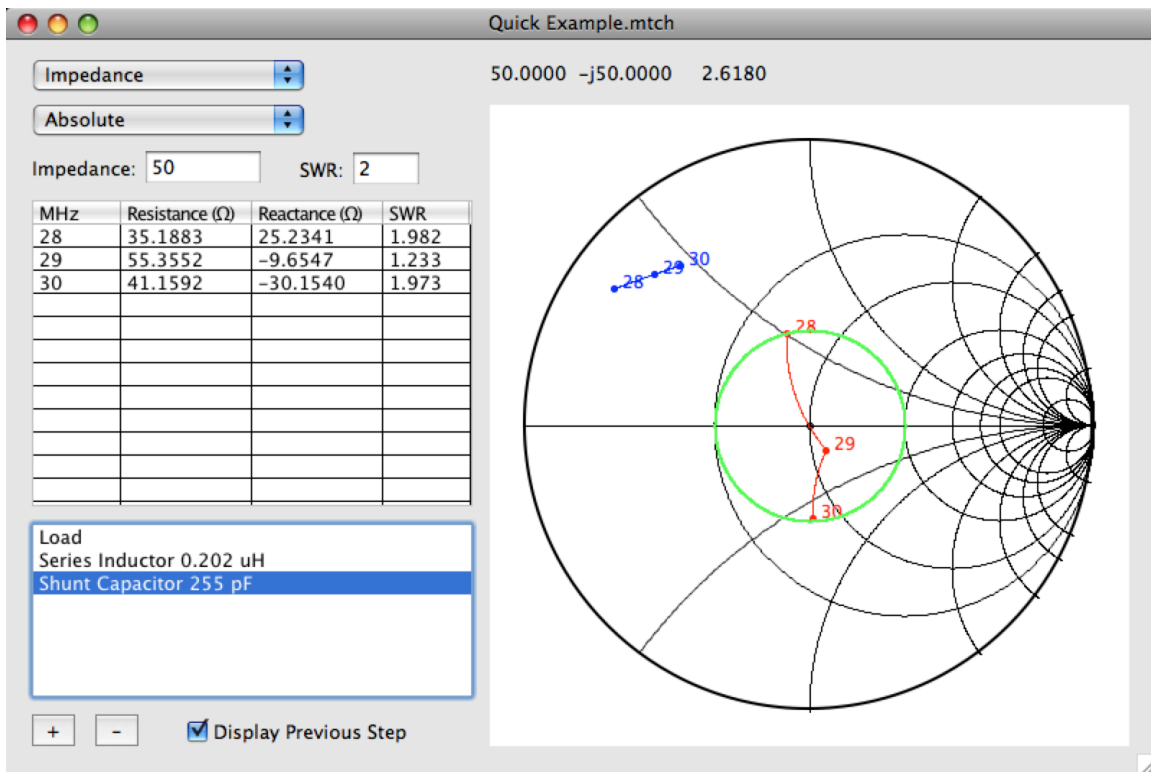 Quick Example.mtch
Impedance
50.0000 -j50.0000 2.6180
Absolute
Impedance: 50 SWR: 2
MHz Resistance (Ω) Reactance (Ω) SWR
28 35.1883 25.2341 1.982
29 55.3552 -9.6547 1.233
30 41.1592 -30.1540 1.973
28 29 30
28
29
30
Load
Series Inductor 0.202 uH
Shunt Capacitor 255 pF
+ - Display Previous Step